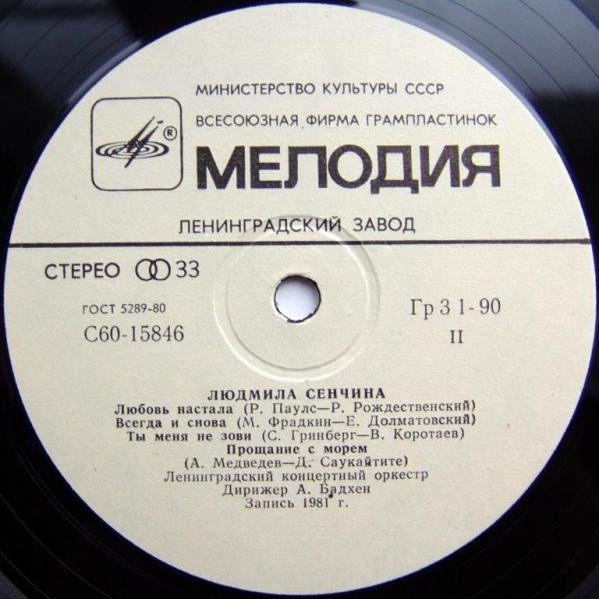 МИНИСТЕРСТВО КУЛЬТУРЫ СССР
ВСЕСОЮЗНАЯ ФИРМА ГРАМПЛАСТИНОК
®
МЕЛОДИЯ
ЛЕНИНГРАДСКИЙ ЗАВОД
СТЕРЕО 33
ГОСТ 5289-80
С60-15846
Гр 3 1-90
II
ЛЮДМИЛА СЕНЧИНА
Любовь настала (Р. Паулс—Р. Рождественский)
Всегда и снова (М. Фрадкин—Е. Долматовский)
Ты меня не зови (С. Гринберг—В. Коротаев)
Прощание с морем
(А. Медведев—Д. Саукайтите)
Ленинградский концертный оркестр
Дирижер А. Бадхен
Запись 1981 г.